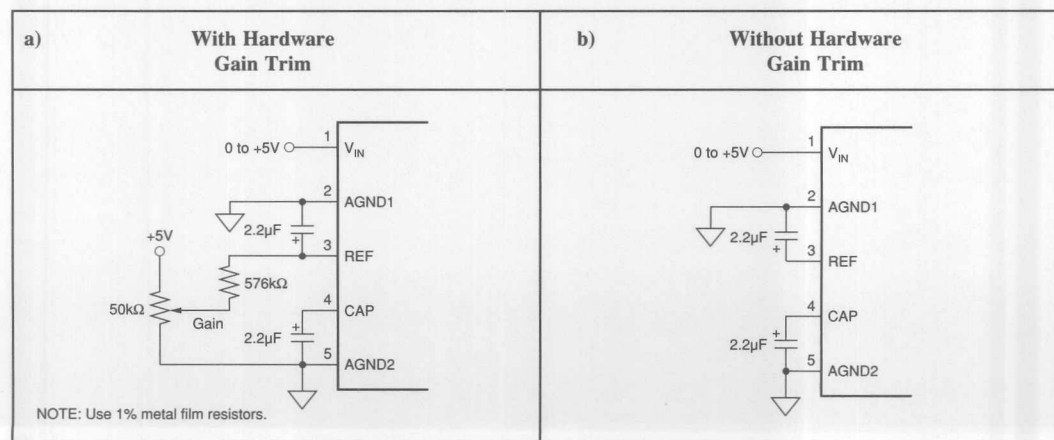 a)
With Hardware
Gain Trim
0 to +5V
1
VIN
2
AGND1
2.2µF
+
+5V
3
REF
576kΩ
50kΩ
Gain
4
CAP
+
2.2µF
5
AGND2
NOTE: Use 1% metal film resistors.
b)
Without Hardware
Gain Trim
0 to +5V
1
VIN
2
AGND1
2.2µF
+
3
REF
4
CAP
+
2.2µF
5
AGND2